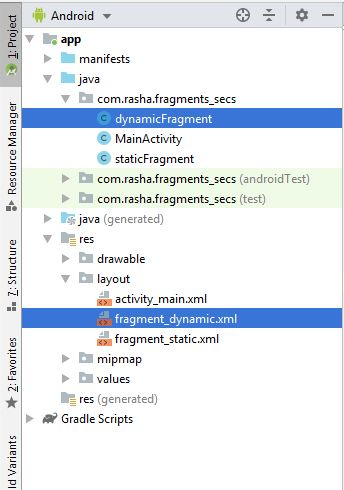 Android
app
manifests
java
com.rasha.fragments_secs
dynamicFragment
MainActivity
staticFragment
com.rasha.fragments_secs (androidTest)
com.rasha.fragments_secs (test)
java (generated)
res
drawable
layout
activity_main.xml
fragment_dynamic.xml
fragment_static.xml
mipmap
values
res (generated)
Gradle Scripts
1: Project
Resource Manager
7: Structure
2: Favorites
ld Variants